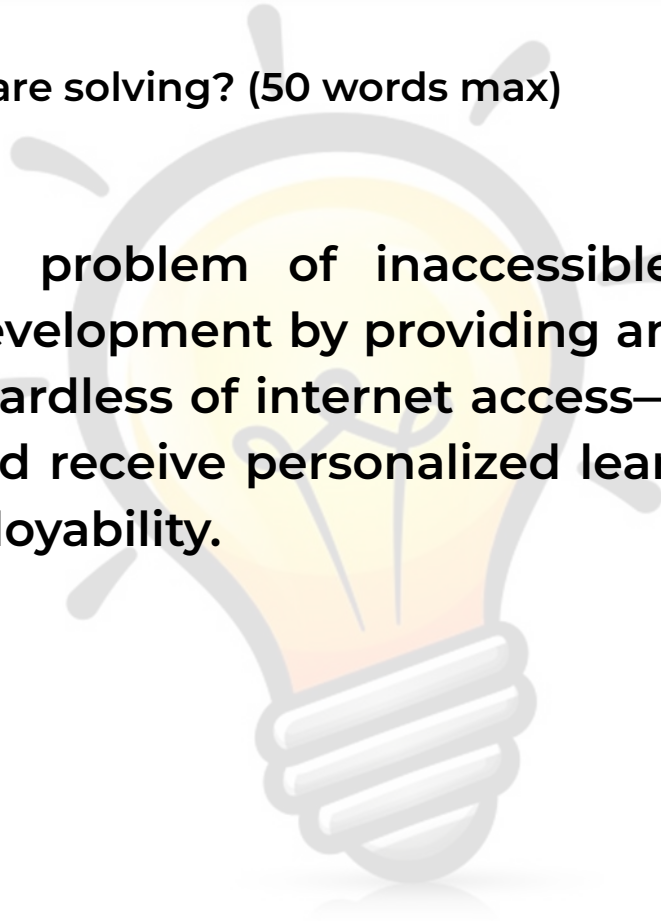 are solving? (50 words max)
problem of inaccessible
evelopment by providing an
ardless of internet access—
d receive personalized lear
loyability.